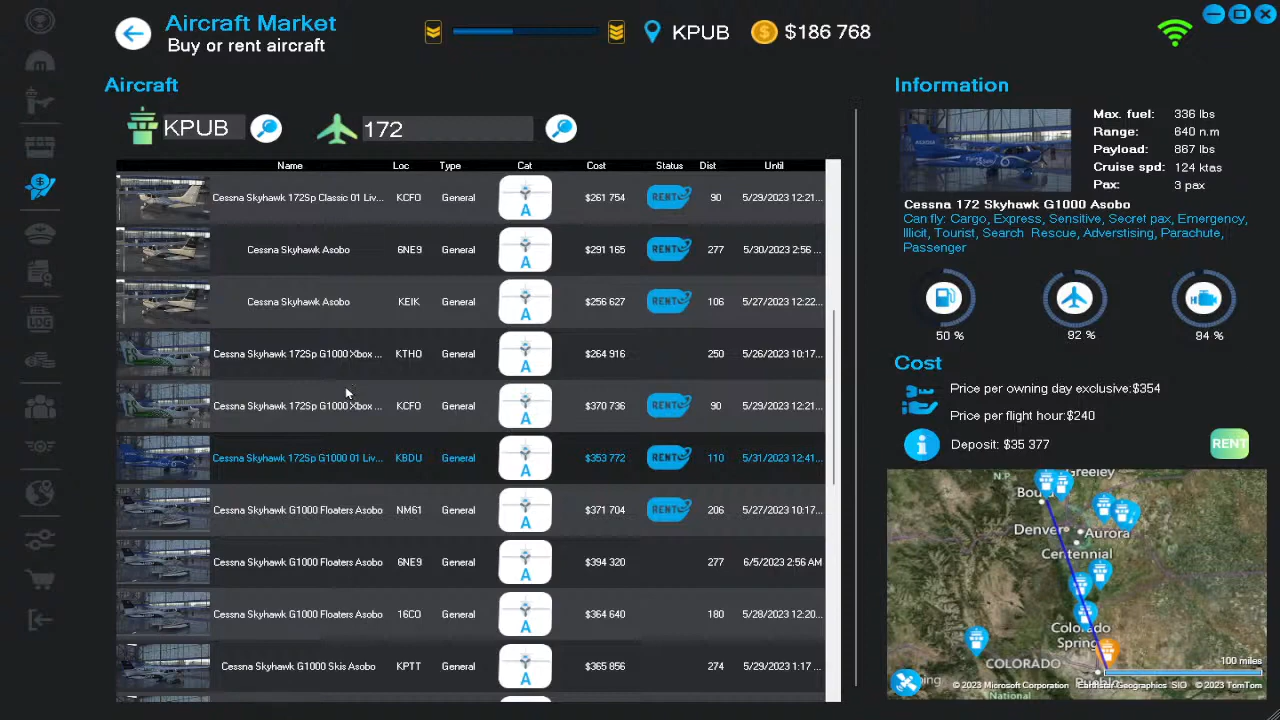 Aircraft Market
Buy or rent aircraft
KPUB
$186 768
Aircraft
KPUB
172
Name Loc Type Cat Cost Status Dist Until
Cessna Skyhawk 172Sp Classic 01 Liv... KCFO General A $261 754 RENT 90 5/29/2023 12:21...
Cessna Skyhawk Asobo 6NE9 General A $291 165 RENT 277 5/30/2023 2:56 ...
Cessna Skyhawk Asobo KEIK General A $256 627 RENT 106 5/27/2023 12:22...
Cessna Skyhawk 172Sp G1000 Xbox ... KTHO General A $264 916 250 5/26/2023 10:17...
Cessna Skyhawk 172Sp G1000 Xbox ... KCFO General A $370 736 RENT 90 5/29/2023 12:21...
Cessna Skyhawk 172Sp G1000 01 Liv... KBDU General A $353 772 RENT 110 5/31/2023 12:41...
Cessna Skyhawk G1000 Floaters Asobo NM61 General A $371 704 RENT 206 5/27/2023 10:17...
Cessna Skyhawk G1000 Floaters Asobo 6NE9 General A $394 320 277 6/5/2023 2:56 AM
Cessna Skyhawk G1000 Floaters Asobo 16CO General A $364 640 180 5/28/2023 12:20...
Cessna Skyhawk G1000 Skis Asobo KPTT General A $365 856 274 5/29/2023 1:17 ...
LOG
Information
Max. fuel: 336 lbs
Range: 640 n.m
Payload: 887 lbs
Cruise spd: 124 ktas
Pax: 3 pax
Cessna 172 Skyhawk G1000 Asobo
Can fly: Cargo, Express, Sensitive, Secret pax, Emergency,
Illicit, Tourist, Search Rescue, Adverstising, Parachute,
Passenger
50 % 92 % 94 %
Cost
Price per owning day exclusive:$354
Price per flight hour:$240
Deposit: $35 377
RENT
N.P. Greeley
Bou
Denver
Aurora
Centennial
Colorado
Spring
COLORADO
100 miles
ping
© 2023 Microsoft Corporation Earthstar Geographics SIO © 2023 TomTom
National